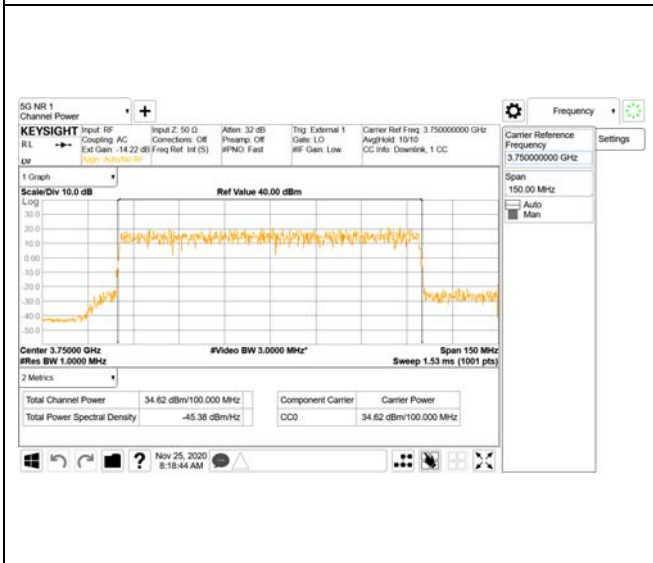 5G NR 1
Channel Power
+
Frequency
KEYSIGHT Input: RF Input Z: 50 Ω Atten: 32 dB Trig: External 1 Carrier Ref Freq: 3.750000000 GHz
RL Coupling: AC Corrections: Off Preamp: Off Gate: LO Avg|Hold: 10/10
Ext Gain: -14.22 dB Freq Ref: Int (S) #PNO: Fast #IF Gain: Low CC Info: Downlink, 1 CC
Align: Auto/No RF
Carrier Reference
Frequency
3.750000000 GHz
Settings
Span
150.00 MHz
Auto
Man
1 Graph
Scale/Div 10.0 dB Ref Value 40.00 dBm
Log
30.0
20.0
10.0
0.00
-10.0
-20.0
-30.0
-40.0
-50.0
Center 3.75000 GHz #Video BW 3.0000 MHz* Span 150 MHz
#Res BW 1.0000 MHz Sweep 1.53 ms (1001 pts)
2 Metrics
Total Channel Power 34.62 dBm/100.000 MHz Component Carrier Carrier Power
Total Power Spectral Density -45.38 dBm/Hz CC0 34.62 dBm/100.000 MHz
? Nov 25, 2020
8:18:44 AM